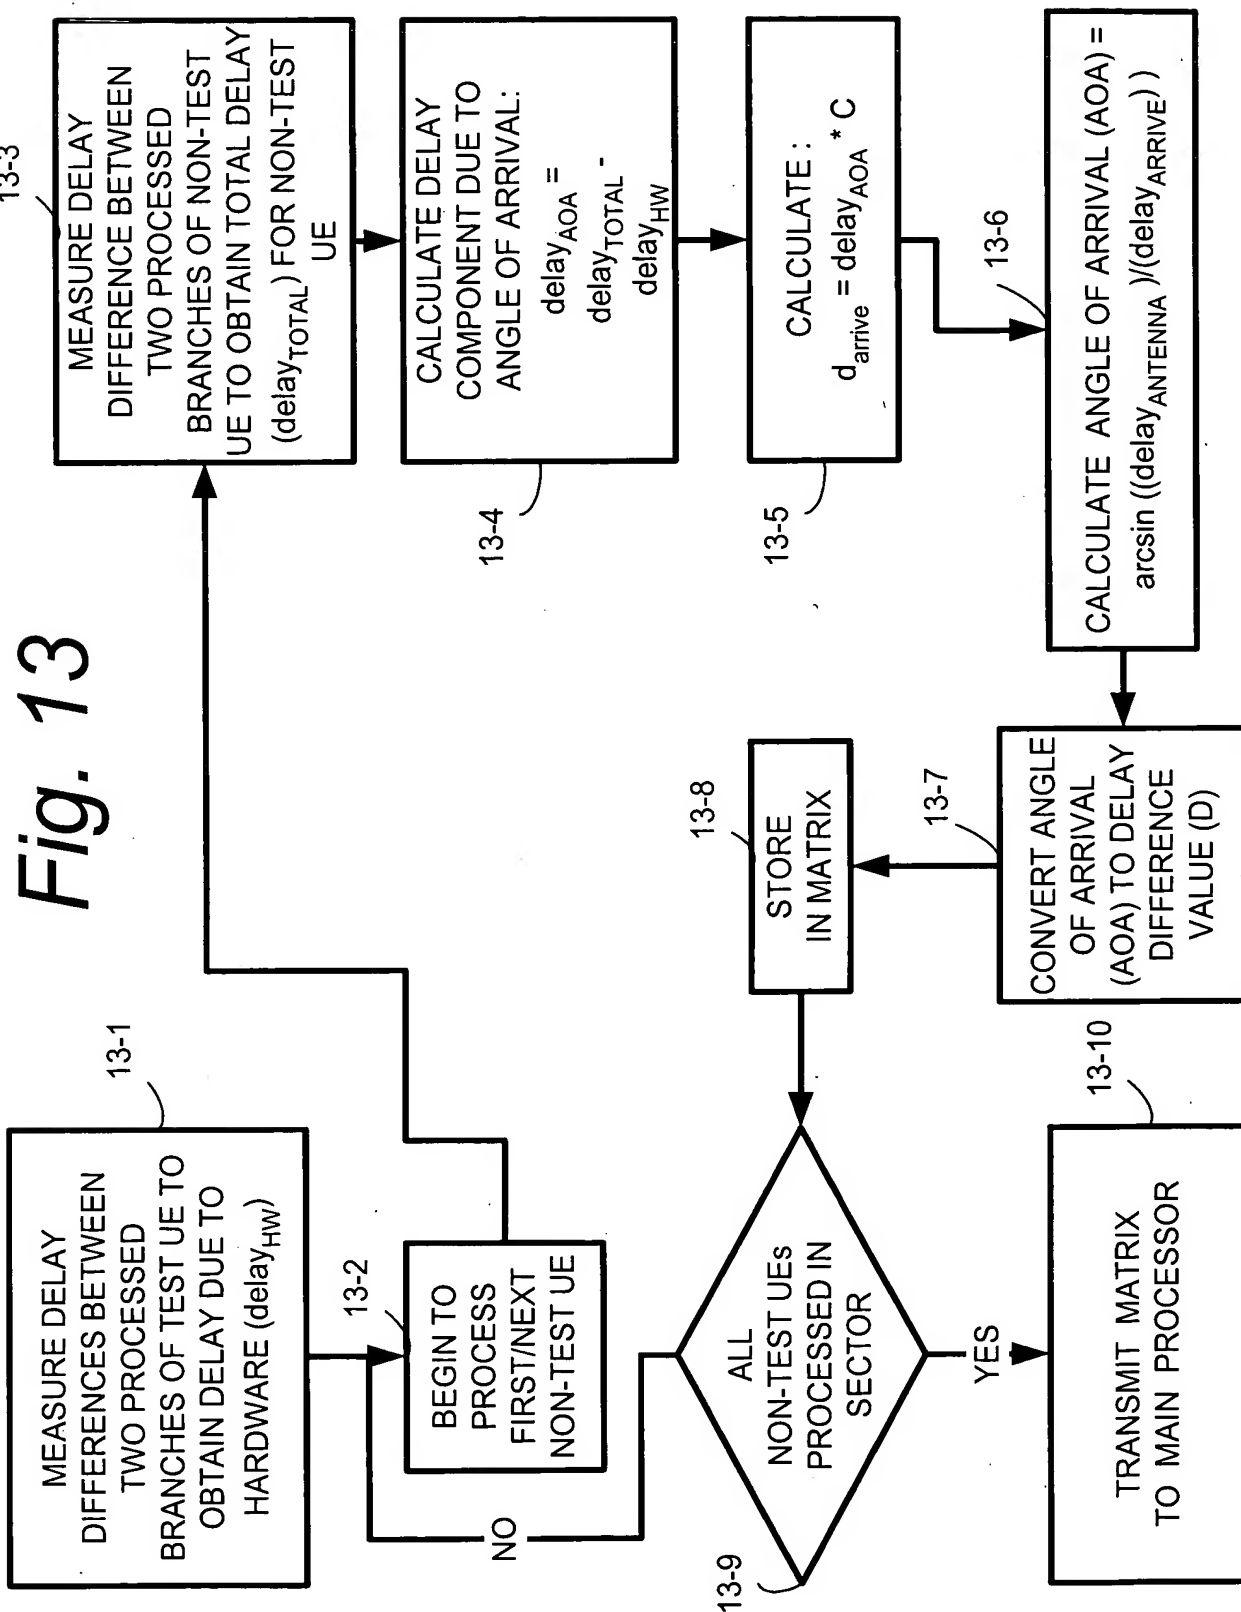 Fig. 13
13-1
MEASURE DELAY
DIFFERENCES BETWEEN
TWO PROCESSED
BRANCHES OF TEST UE TO
OBTAIN DELAY DUE TO
HARDWARE (delayHW)
13-2
BEGIN TO
PROCESS
FIRST/NEXT
NON-TEST UE
13-3
MEASURE DELAY
DIFFERENCE BETWEEN
TWO PROCESSED
BRANCHES OF NON-TEST
UE TO OBTAIN TOTAL DELAY
(delayTOTAL) FOR NON-TEST
UE
13-4
CALCULATE DELAY
COMPONENT DUE TO
ANGLE OF ARRIVAL:
delayAOA =
delayTOTAL -
delayHW
13-5
CALCULATE :
darrive = delayAOA * C
13-6
CALCULATE ANGLE OF ARRIVAL (AOA) =
arcsin ((delayANTENNA )/(delayARRIVE))
13-7
CONVERT ANGLE
OF ARRIVAL
(AOA) TO DELAY
DIFFERENCE
VALUE (D)
13-8
STORE
IN MATRIX
13-9
ALL
NON-TEST UEs
PROCESSED IN
SECTOR
NO
YES
13-10
TRANSMIT MATRIX
TO MAIN PROCESSOR